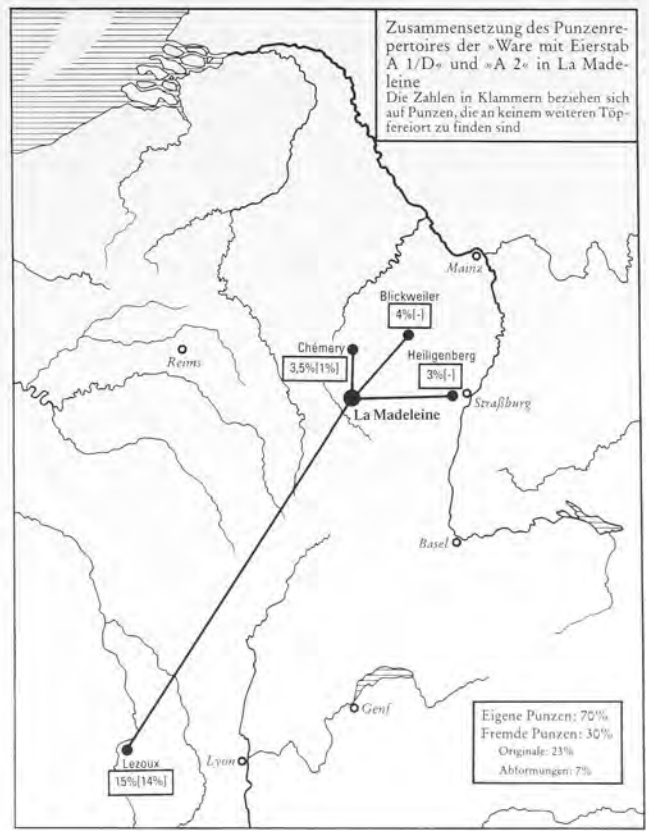 Zusammensetzung des Punzenre-
pertoires der »Ware mit Eierstab
A 1/D« und »A 2« in La Made-
leine
Die Zahlen in Klammern beziehen sich
auf Punzen, die an keinem weiteren Töp-
fereiort zu finden sind
Mainz
Blickweiler
4%(-)
Chémery
3,5%(1%)
Heiligenberg
3%(-)
Reims
Straßburg
La Madeleine
Basel
Genf
Eigene Punzen: 70%
Fremde Punzen: 30%
Originale: 23%
Abformungen: 7%
Lezoux
15%(14%)
Lyon